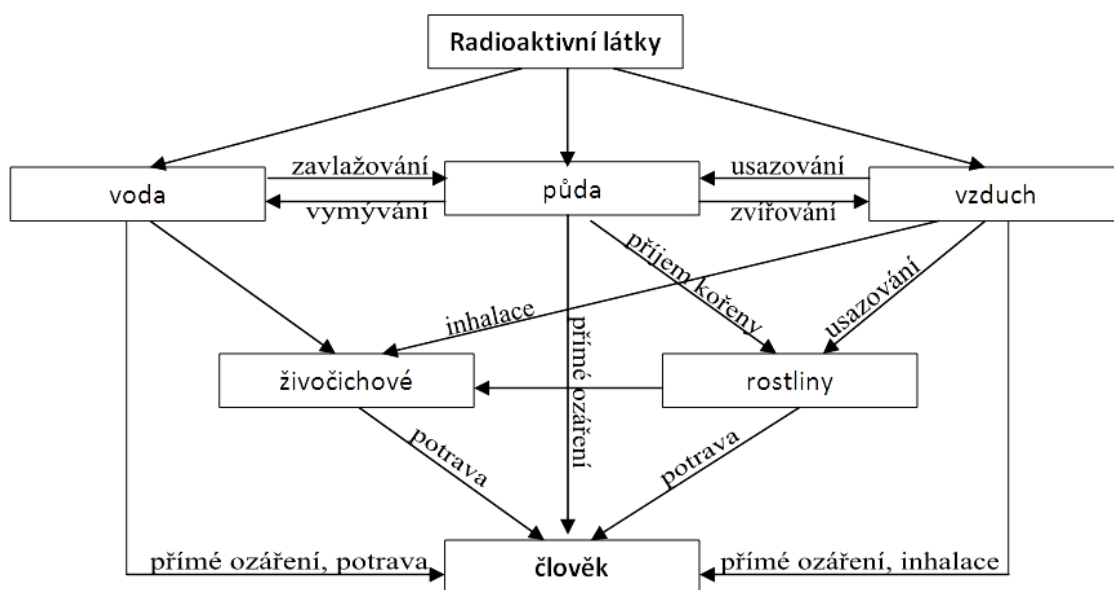 Radioaktivní látky
zavlažování
usazování
voda
půda
vzduch
vymývání
zvířování
příjem kořeny
usazování
inhalace
přímé ozáření
živočichové
rostliny
potrava
potrava
přímé ozáření, potrava
člověk
přímé ozáření, inhalace